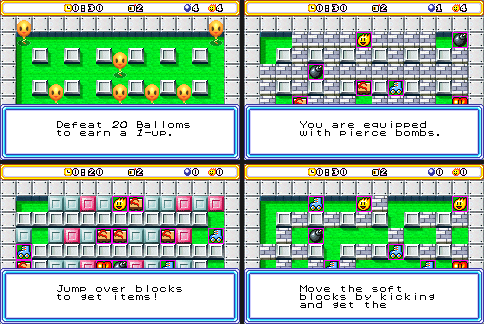 0:30 2 4 4
Defeat 20 Balloms
to earn a 1-up.
0:30 2 1 4
You are equipped
with pierce bombs.
0:20 2 0 0
Jump over blocks
to get items!
0:30 2 0 0
Move the soft
blocks by kicking
and get the